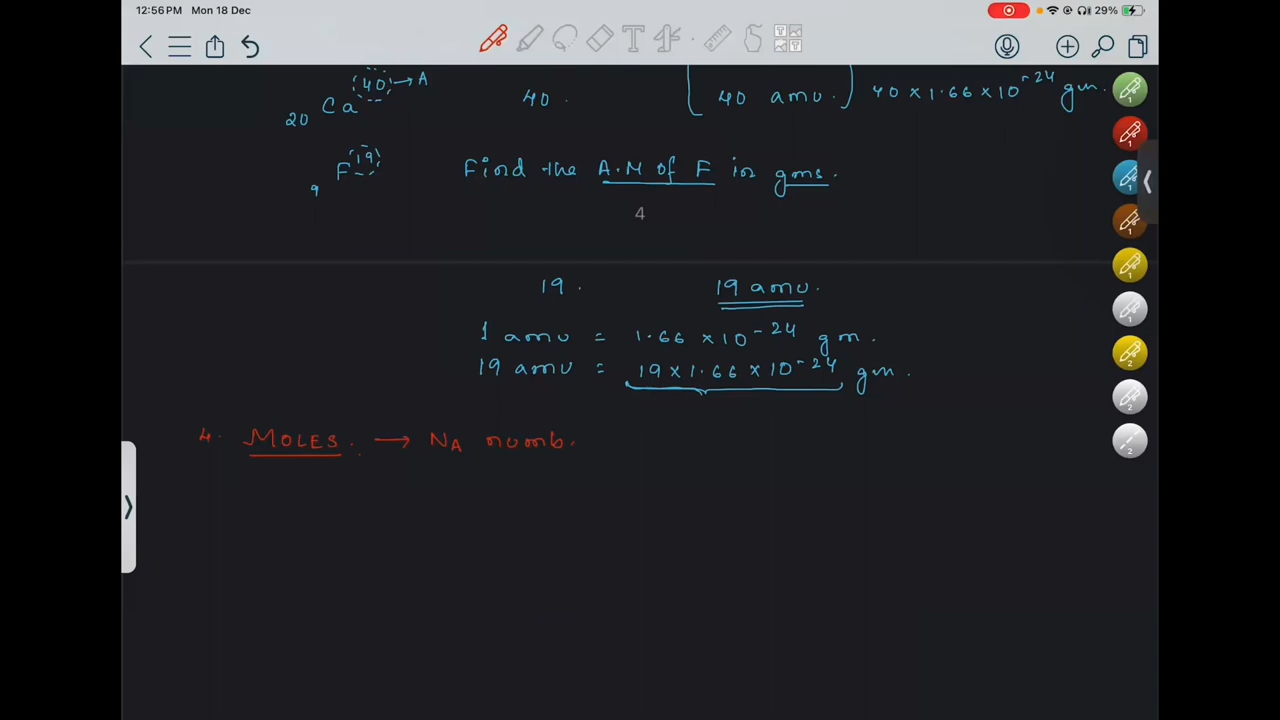 12:56 PM Mon 18 Dec 29%
20 Ca 40 → A 40. [40 amu.] 40 × 1.66 × 10⁻²⁴ gm.
9 F 19 Find the A.M of F in gms.
4
19. 19 amu.
1 amu = 1.66 × 10⁻²⁴ gm.
19 amu = 19 × 1.66 × 10⁻²⁴ gm.
4. MOLES. → NA numb.